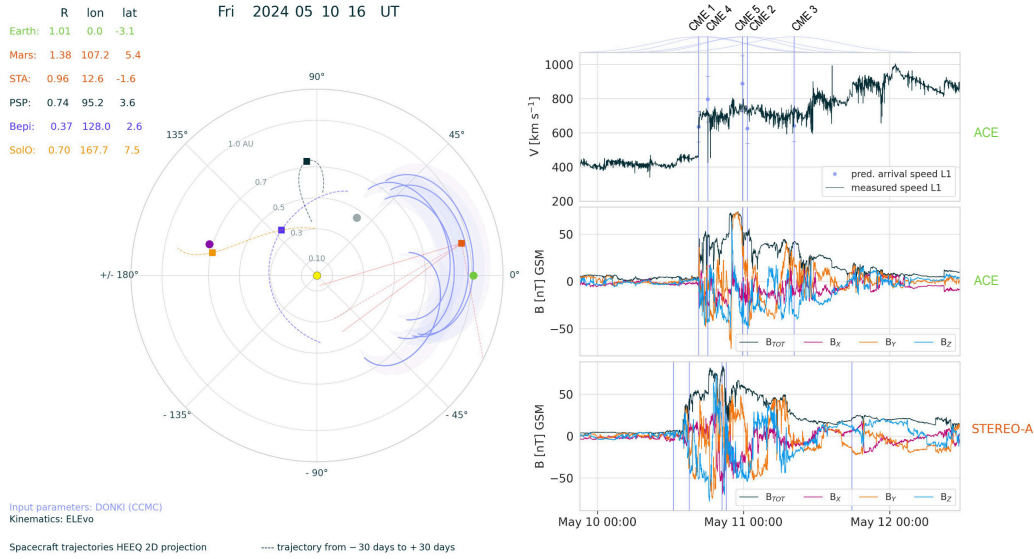 Fri 2024 05 10 16 UT
R lon lat
Earth: 1.01 0.0 -3.1
Mars: 1.38 107.2 5.4
STA: 0.96 12.6 -1.6
PSP: 0.74 95.2 3.6
Bepi: 0.37 128.0 2.6
SolO: 0.70 167.7 7.5
90°
135°
45°
1.0 AU
0.7
0.5
0.3
0.10
+/- 180°
0°
- 135°
- 45°
- 90°
Input parameters: DONKI (CCMC)
Kinematics: ELEvo
Spacecraft trajectories HEEQ 2D projection
---- trajectory from − 30 days to + 30 days
CME 1
CME 4
CME 5
CME 2
CME 3
V [km s⁻¹]
1000
800
600
400
200
pred. arrival speed L1
measured speed L1
ACE
B [nT] GSM
50
0
−50
B_TOT B_X B_Y B_Z
ACE
B [nT] GSM
50
0
−50
B_TOT B_X B_Y B_Z
STEREO-A
May 10 00:00
May 11 00:00
May 12 00:00